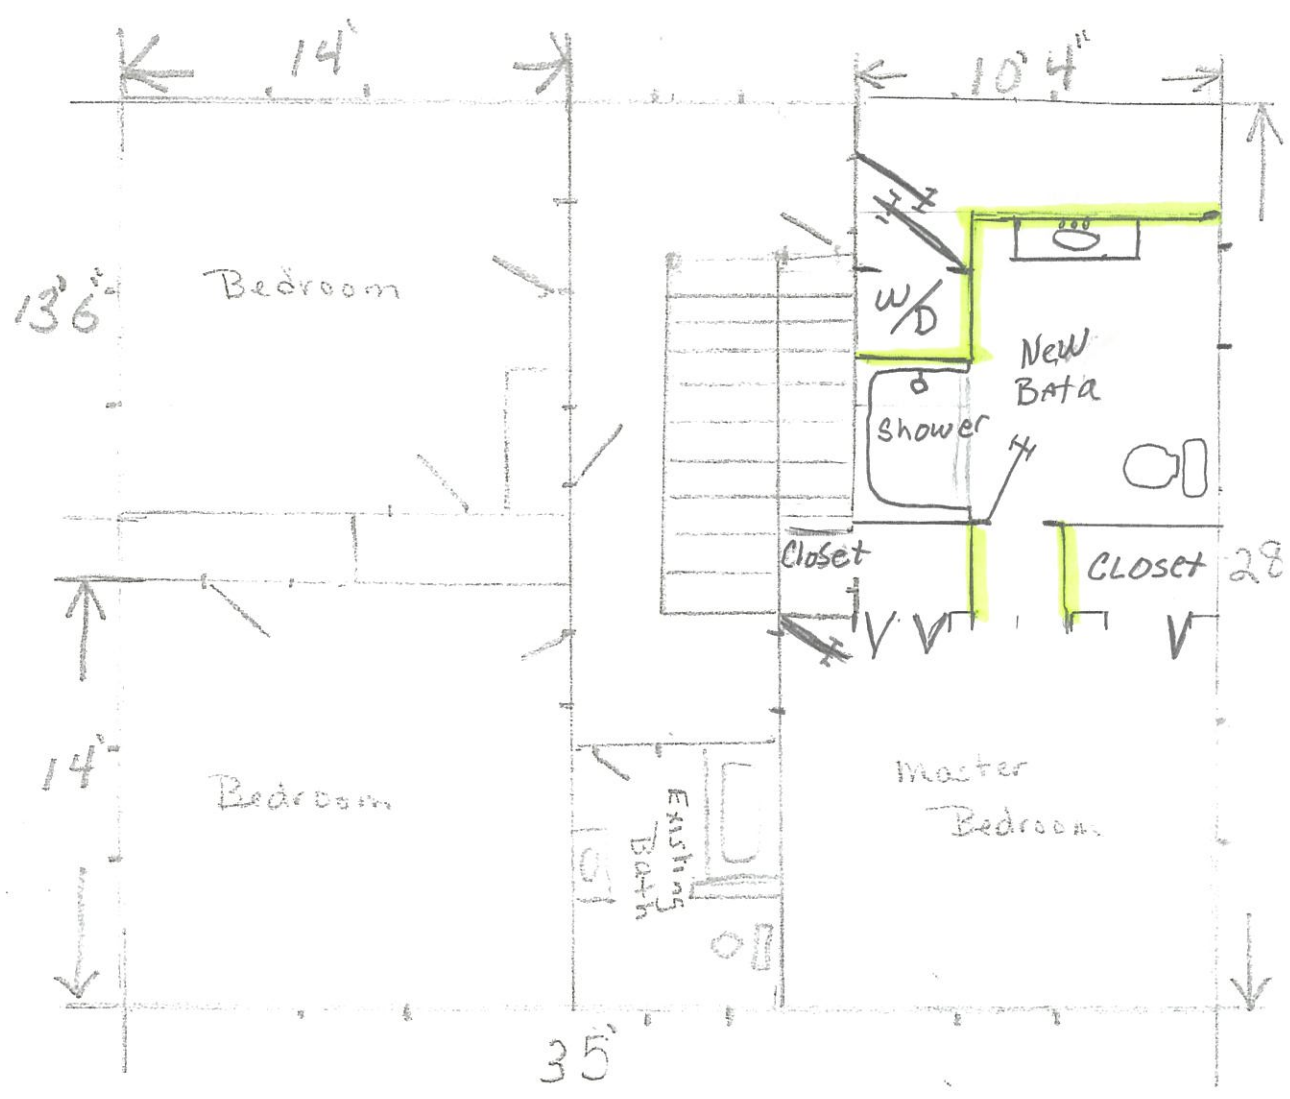 14'
10' 4"
Bedroom
13' 6"
W/D
New
Bath
Shower
Closet
Closet
28
14'
Bedroom
Master
Bedroom
Existing
Bath
35'